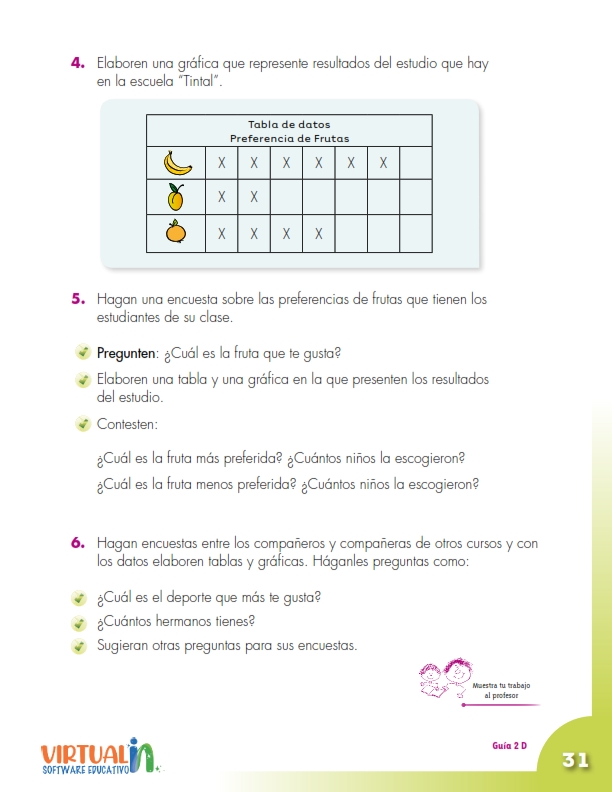 4. Elaboren una gráfica que represente resultados del estudio que hay
en la escuela “Tintal”.
Tabla de datos
Preferencia de Frutas
X X X X X X
X X
X X X X
5. Hagan una encuesta sobre las preferencias de frutas que tienen los
estudiantes de su clase.
Pregunten: ¿Cuál es la fruta que te gusta?
Elaboren una tabla y una gráfica en la que presenten los resultados
del estudio.
Contesten:
¿Cuál es la fruta más preferida? ¿Cuántos niños la escogieron?
¿Cuál es la fruta menos preferida? ¿Cuántos niños la escogieron?
6. Hagan encuestas entre los compañeros y compañeras de otros cursos y con
los datos elaboren tablas y gráficas. Háganles preguntas como:
¿Cuál es el deporte que más te gusta?
¿Cuántos hermanos tienes?
Sugieran otras preguntas para sus encuestas.
Muestra tu trabajo
al profesor
Guía 2 D
31
VIRTUAL in
SOFTWARE EDUCATIVO